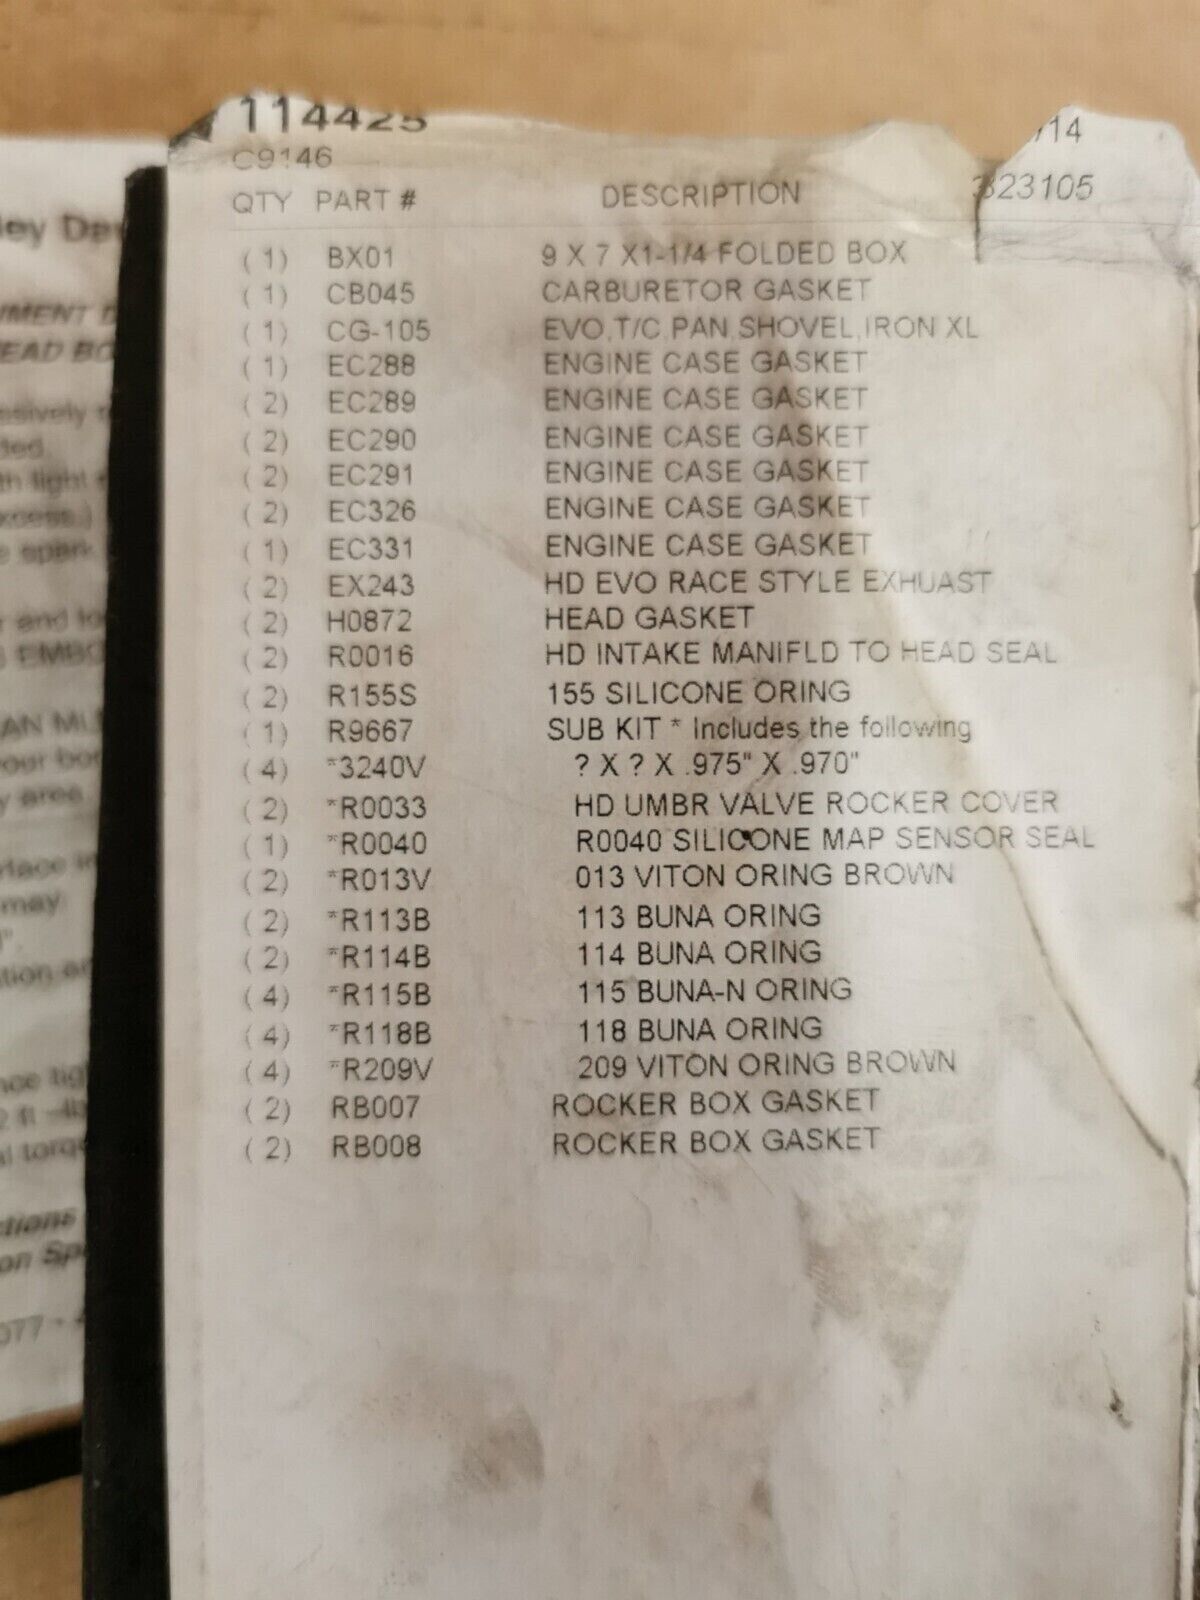 114425
C9146
QTY PART # DESCRIPTION 323105
( 1) BX01 9 X 7 X1-1/4 FOLDED BOX
( 1) CB045 CARBURETOR GASKET
( 1) CG-105 EVO,T/C,PAN,SHOVEL,IRON XL
( 1) EC288 ENGINE CASE GASKET
( 2) EC289 ENGINE CASE GASKET
( 2) EC290 ENGINE CASE GASKET
( 2) EC291 ENGINE CASE GASKET
( 2) EC326 ENGINE CASE GASKET
( 1) EC331 ENGINE CASE GASKET
( 2) EX243 HD EVO RACE STYLE EXHUAST
( 2) H0872 HEAD GASKET
( 2) R0016 HD INTAKE MANIFLD TO HEAD SEAL
( 2) R155S 155 SILICONE ORING
( 1) R9667 SUB KIT * Includes the following
( 4) *3240V ? X ? X .975" X .970"
( 2) *R0033 HD UMBR VALVE ROCKER COVER
( 1) *R0040 R0040 SILICONE MAP SENSOR SEAL
( 2) *R013V 013 VITON ORING BROWN
( 2) *R113B 113 BUNA ORING
( 2) *R114B 114 BUNA ORING
( 4) *R115B 115 BUNA-N ORING
( 4) *R118B 118 BUNA ORING
( 4) *R209V 209 VITON ORING BROWN
( 2) RB007 ROCKER BOX GASKET
( 2) RB008 ROCKER BOX GASKET